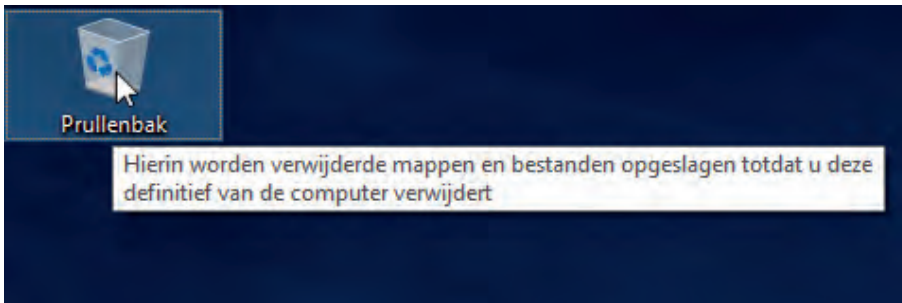 Prullenbak
Hierin worden verwijderde mappen en bestanden opgeslagen totdat u deze
definitief van de computer verwijdert